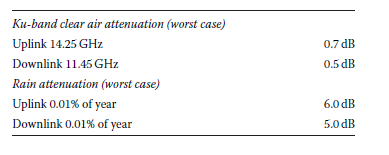 Ku-band clear air attenuation (worst case)
Uplink 14.25 GHz 0.7 dB
Downlink 11.45 GHz 0.5 dB
Rain attenuation (worst case)
Uplink 0.01% of year 6.0 dB
Downlink 0.01% of year 5.0 dB